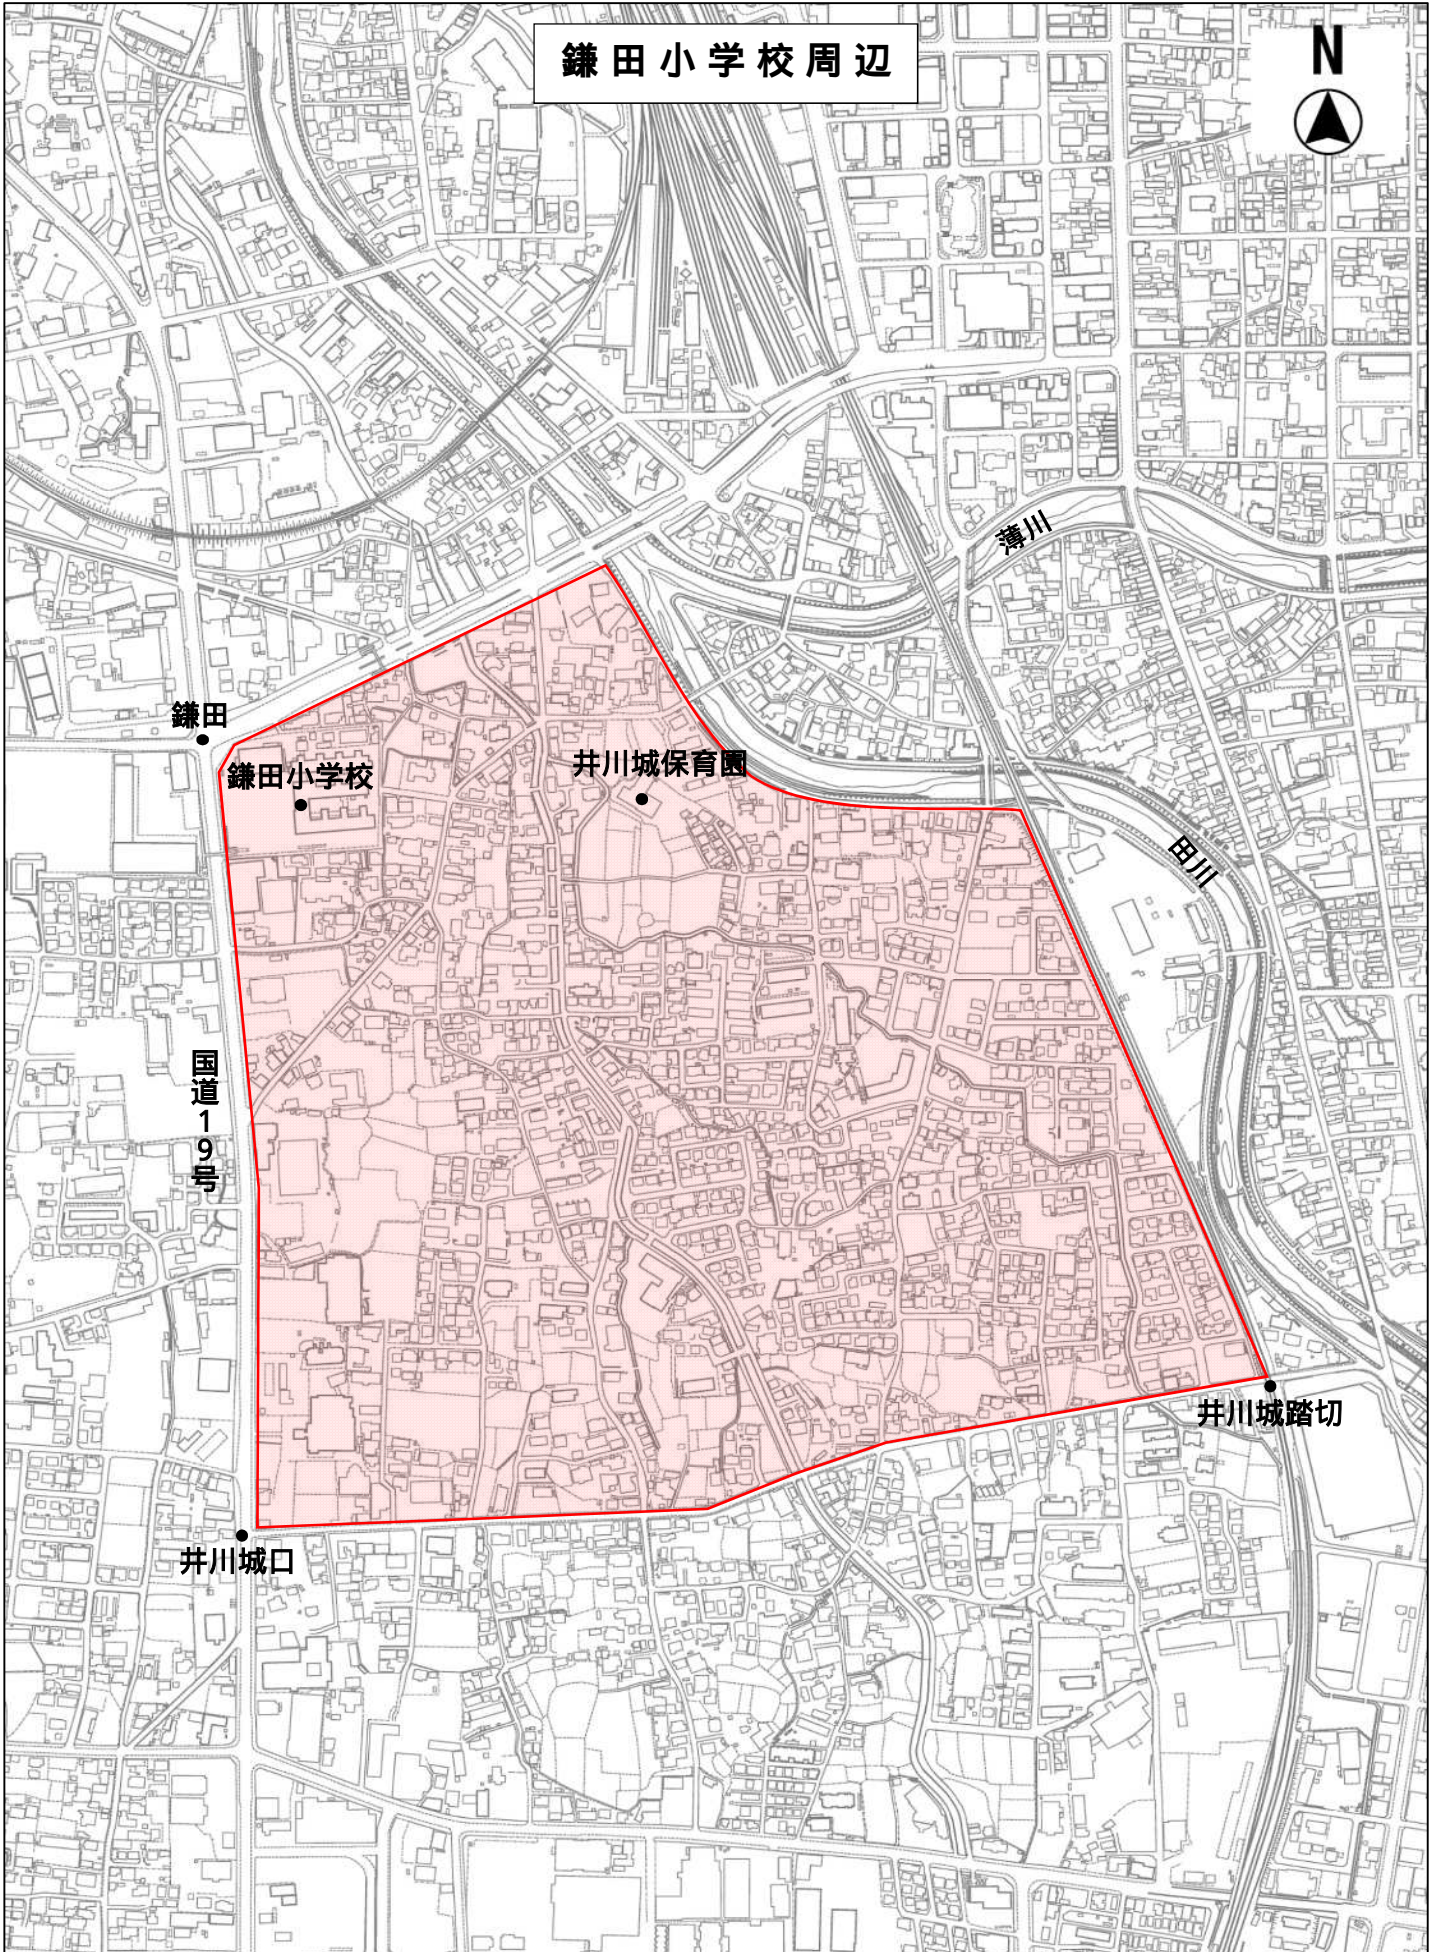 鎌田小学校周辺
N
薄川
鎌田
井川城保育園
鎌田小学校
田川
国道19号
井川城踏切
井川城口